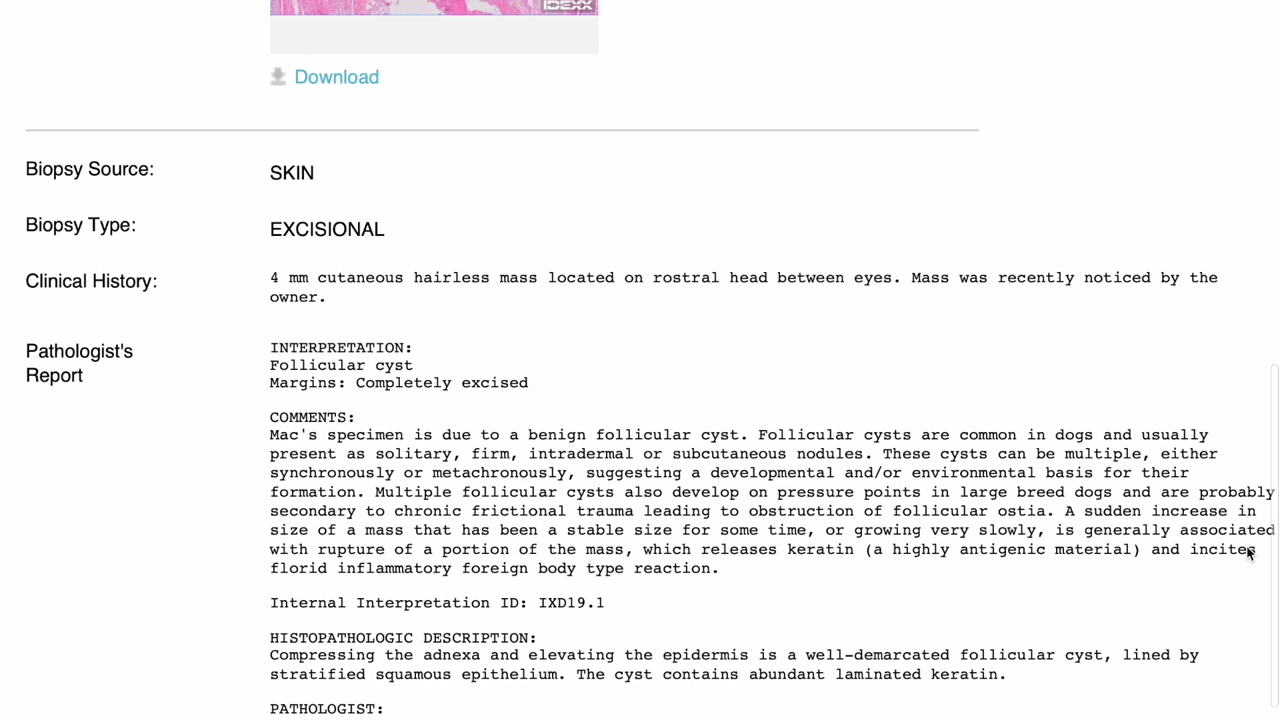 IDEXX
Download
Biopsy Source:
SKIN
Biopsy Type:
EXCISIONAL
Clinical History:
4 mm cutaneous hairless mass located on rostral head between eyes. Mass was recently noticed by the
owner.
Pathologist's
Report
INTERPRETATION:
Follicular cyst
Margins: Completely excised
COMMENTS:
Mac's specimen is due to a benign follicular cyst. Follicular cysts are common in dogs and usually
present as solitary, firm, intradermal or subcutaneous nodules. These cysts can be multiple, either
synchronously or metachronously, suggesting a developmental and/or environmental basis for their
formation. Multiple follicular cysts also develop on pressure points in large breed dogs and are probably
secondary to chronic frictional trauma leading to obstruction of follicular ostia. A sudden increase in
size of a mass that has been a stable size for some time, or growing very slowly, is generally associated
with rupture of a portion of the mass, which releases keratin (a highly antigenic material) and incites
florid inflammatory foreign body type reaction.
Internal Interpretation ID: IXD19.1
HISTOPATHOLOGIC DESCRIPTION:
Compressing the adnexa and elevating the epidermis is a well-demarcated follicular cyst, lined by
stratified squamous epithelium. The cyst contains abundant laminated keratin.
PATHOLOGIST: